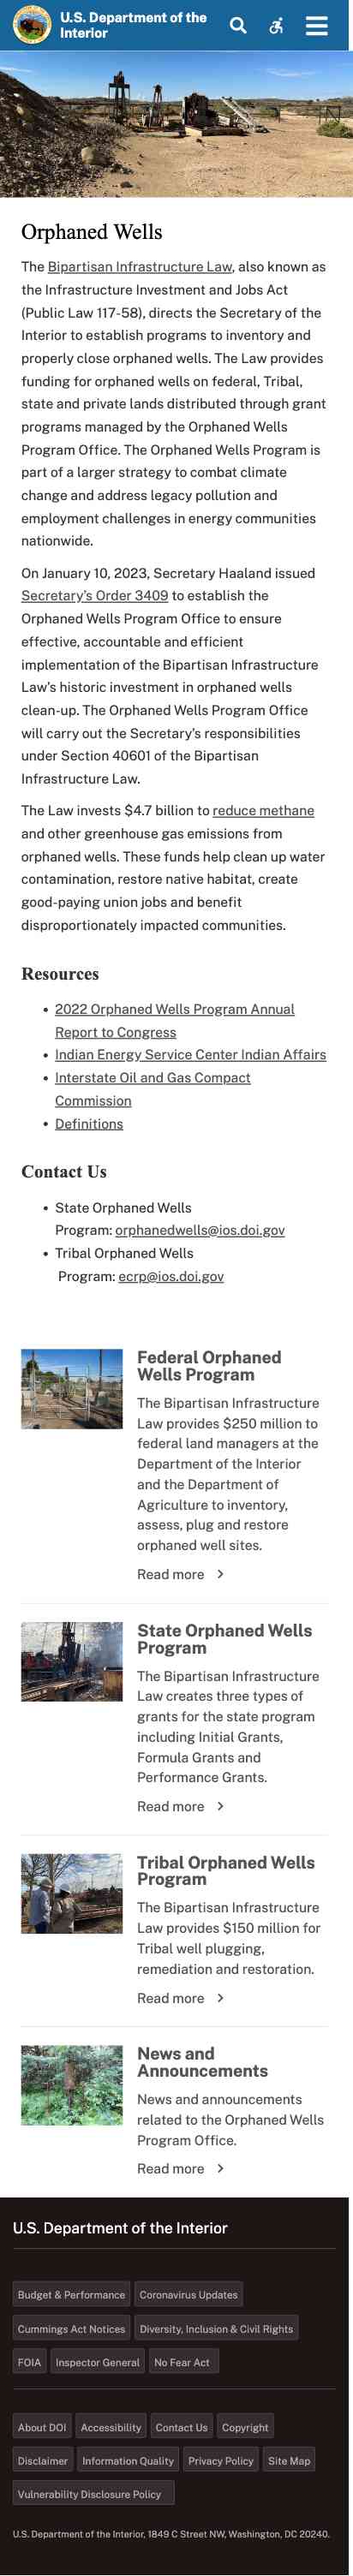 U.S. Department of the
Interior
Orphaned Wells
The Bipartisan Infrastructure Law, also known as
the Infrastructure Investment and Jobs Act
(Public Law 117-58), directs the Secretary of the
Interior to establish programs to inventory and
properly close orphaned wells. The Law provides
funding for orphaned wells on federal, Tribal,
state and private lands distributed through grant
programs managed by the Orphaned Wells
Program Office. The Orphaned Wells Program is
part of a larger strategy to combat climate
change and address legacy pollution and
employment challenges in energy communities
nationwide.
On January 10, 2023, Secretary Haaland issued
Secretary's Order 3409 to establish the
Orphaned Wells Program Office to ensure
effective, accountable and efficient
implementation of the Bipartisan Infrastructure
Law's historic investment in orphaned wells
clean-up. The Orphaned Wells Program Office
will carry out the Secretary's responsibilities
under Section 40601 of the Bipartisan
Infrastructure Law.
The Law invests $4.7 billion to reduce methane
and other greenhouse gas emissions from
orphaned wells. These funds help clean up water
contamination, restore native habitat, create
good-paying union jobs and benefit
disproportionately impacted communities.
Resources
• 2022 Orphaned Wells Program Annual
Report to Congress
• Indian Energy Service Center Indian Affairs
• Interstate Oil and Gas Compact
Commission
• Definitions
Contact Us
• State Orphaned Wells
Program: orphanedwells@ios.doi.gov
• Tribal Orphaned Wells
Program: ecrp@ios.doi.gov
Federal Orphaned
Wells Program
The Bipartisan Infrastructure
Law provides $250 million to
federal land managers at the
Department of the Interior
and the Department of
Agriculture to inventory,
assess, plug and restore
orphaned well sites.
Read more
State Orphaned Wells
Program
The Bipartisan Infrastructure
Law creates three types of
grants for the state program
including Initial Grants,
Formula Grants and
Performance Grants.
Read more
Tribal Orphaned Wells
Program
The Bipartisan Infrastructure
Law provides $150 million for
Tribal well plugging,
remediation and restoration.
Read more
News and
Announcements
News and announcements
related to the Orphaned Wells
Program Office.
Read more
U.S. Department of the Interior
Budget & Performance Coronavirus Updates
Cummings Act Notices Diversity, Inclusion & Civil Rights
FOIA Inspector General No Fear Act
About DOI Accessibility Contact Us Copyright
Disclaimer Information Quality Privacy Policy Site Map
Vulnerability Disclosure Policy
U.S. Department of the Interior, 1849 C Street NW, Washington, DC 20240.